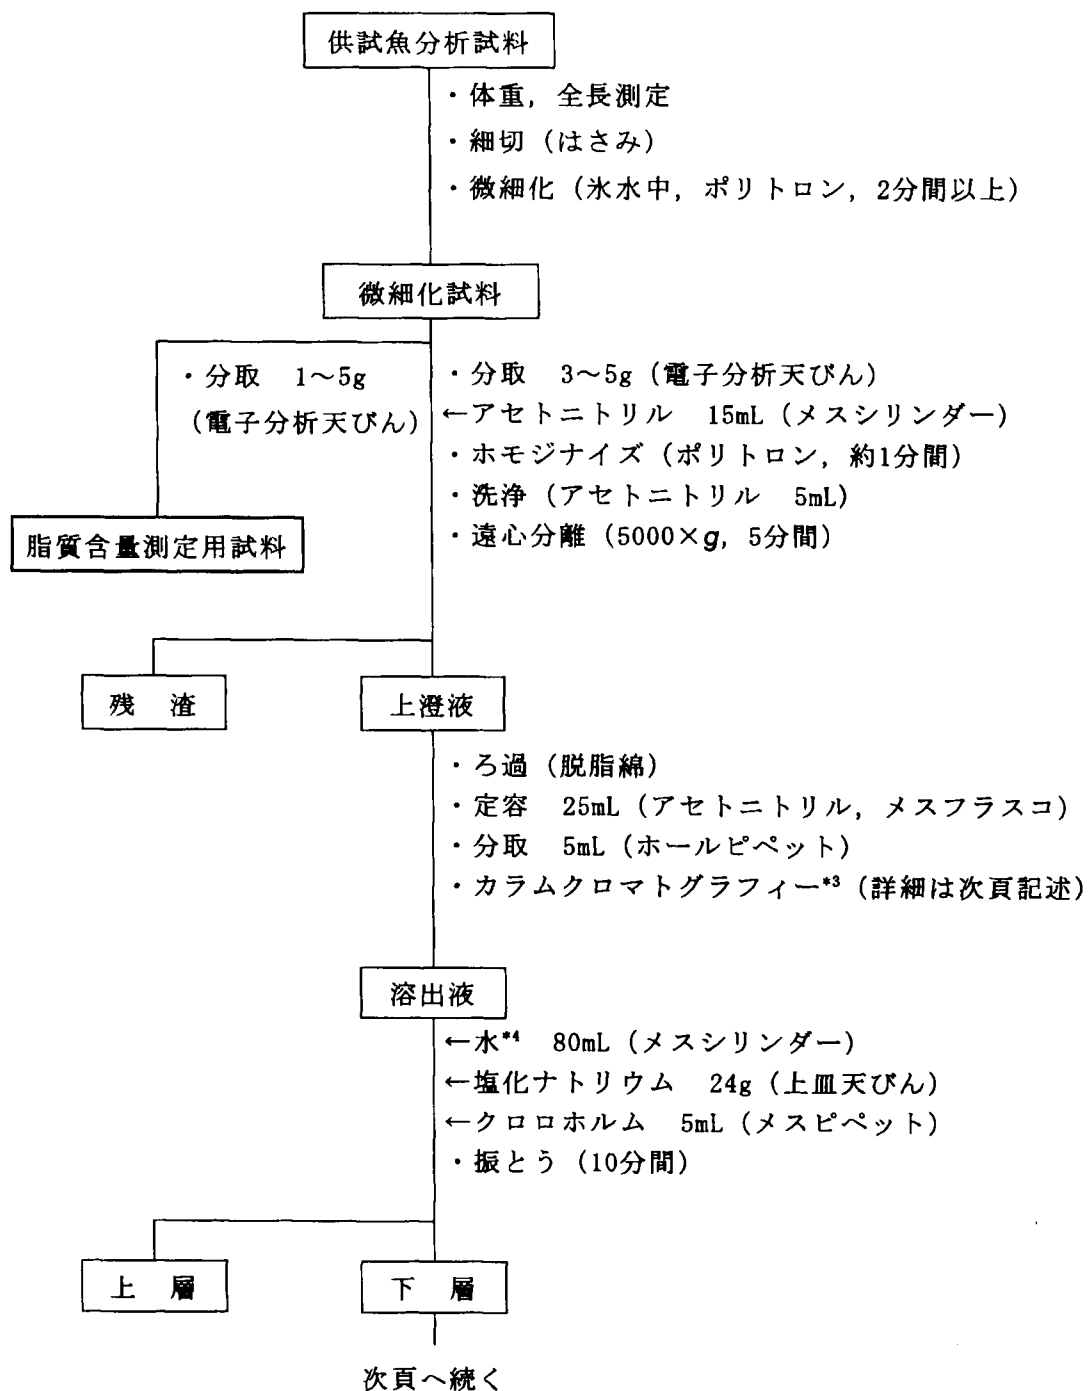 供試魚分析試料
・体重，全長測定
・細切（はさみ）
・微細化（氷水中，ポリトロン，2分間以上）
微細化試料
・分取　1～5g
（電子分析天びん）
・分取　3～5g（電子分析天びん）
←アセトニトリル　15mL（メスシリンダー）
・ホモジナイズ（ポリトロン，約1分間）
・洗浄（アセトニトリル　5mL）
・遠心分離（5000×g，5分間）
脂質含量測定用試料
残　渣
上澄液
・ろ過（脱脂綿）
・定容　25mL（アセトニトリル，メスフラスコ）
・分取　5mL（ホールピペット）
・カラムクロマトグラフィー*3（詳細は次頁記述）
溶出液
←水*4　80mL（メスシリンダー）
←塩化ナトリウム　24g（上皿天びん）
←クロロホルム　5mL（メスピペット）
・振とう（10分間）
上　層
下　層
次頁へ続く